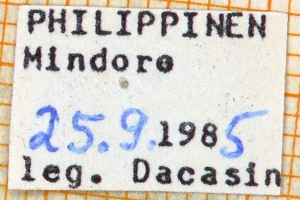 PHILIPPINEN
Mindoro
25.9.1985
leg. Dacasin